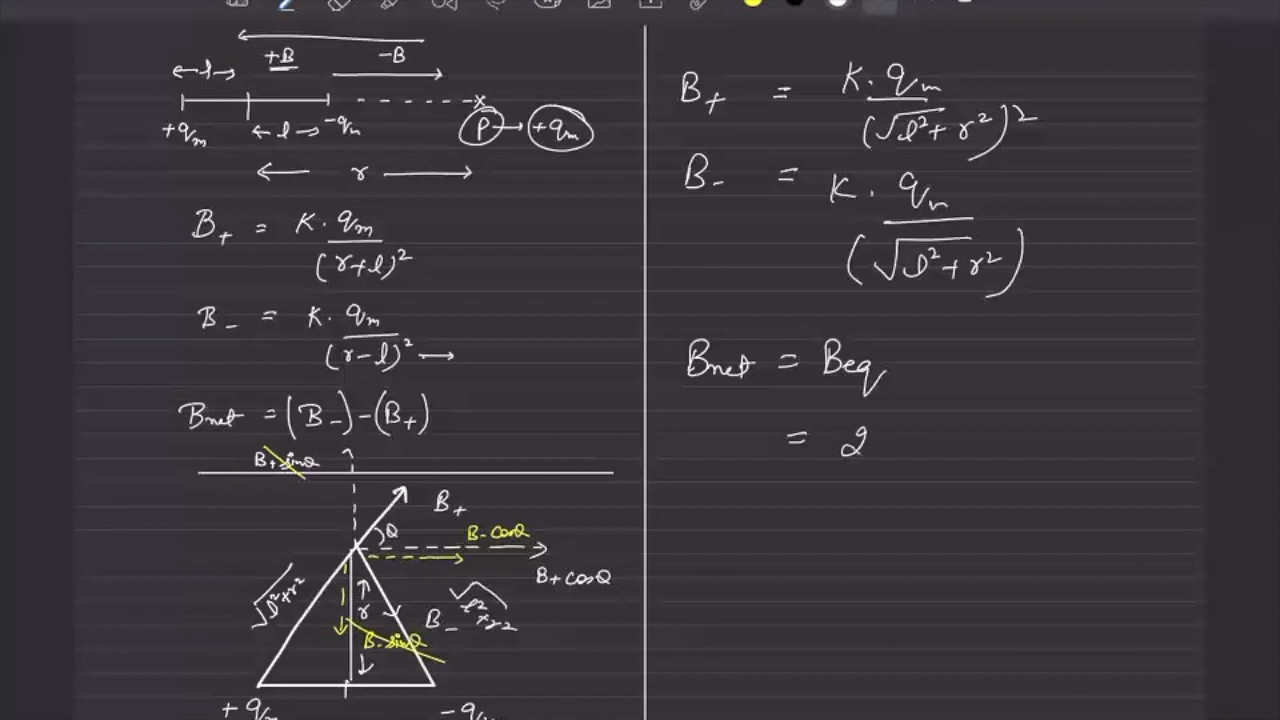 +B
-B
l
+qm
l
-qm
P → +qm
r
B+ = K. qm / (r+l)²
B- = K. qm / (r-l)² →
Bnet = (B-) - (B+)
B+ sinθ
B+
θ
B- cosθ
B+ cosθ
√l²+r²
r
B-
√l²+r²
B- sinθ
+qm
-qm
B+ = K. qm / (√l²+r²)²
B- = K. qm / (√l²+r²)
Bnet = Beq
= 2